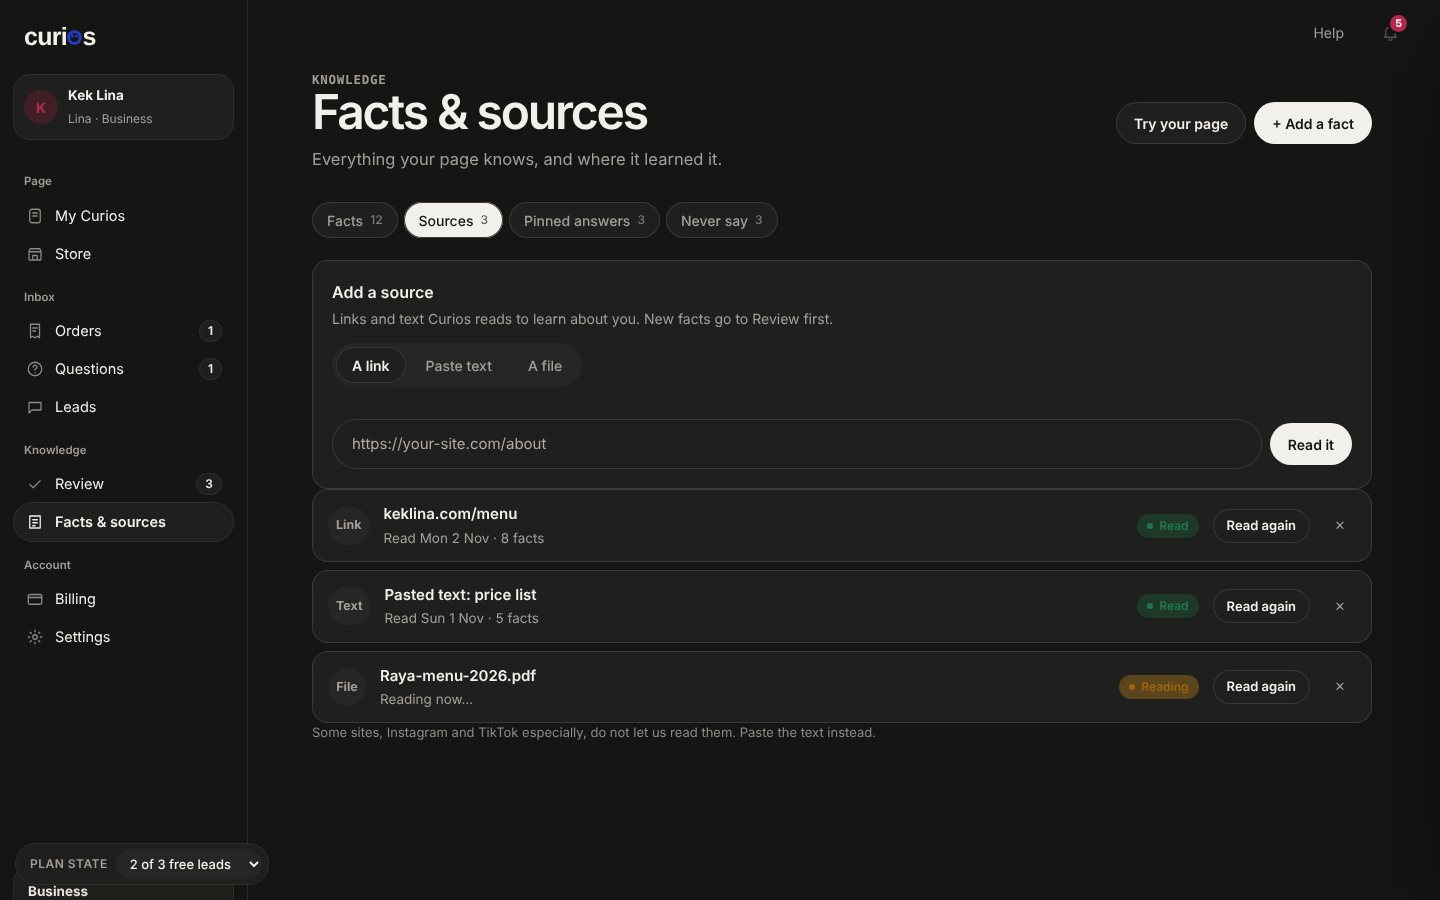 curios
Kek Lina
K
Lina · Business
Page
My Curios
Store
Inbox
Orders 1
Questions 1
Leads
Knowledge
Review 3
Facts & sources
Account
Billing
Settings
PLAN STATE 2 of 3 free leads
Business
Help 5
KNOWLEDGE
Facts & sources
Everything your page knows, and where it learned it.
Try your page + Add a fact
Facts 12 Sources 3 Pinned answers 3 Never say 3
Add a source
Links and text Curios reads to learn about you. New facts go to Review first.
A link Paste text A file
https://your-site.com/about Read it
Link keklina.com/menu
Read Mon 2 Nov · 8 facts
Read Read again ×
Text Pasted text: price list
Read Sun 1 Nov · 5 facts
Read Read again ×
File Raya-menu-2026.pdf
Reading now...
Reading Read again ×
Some sites, Instagram and TikTok especially, do not let us read them. Paste the text instead.